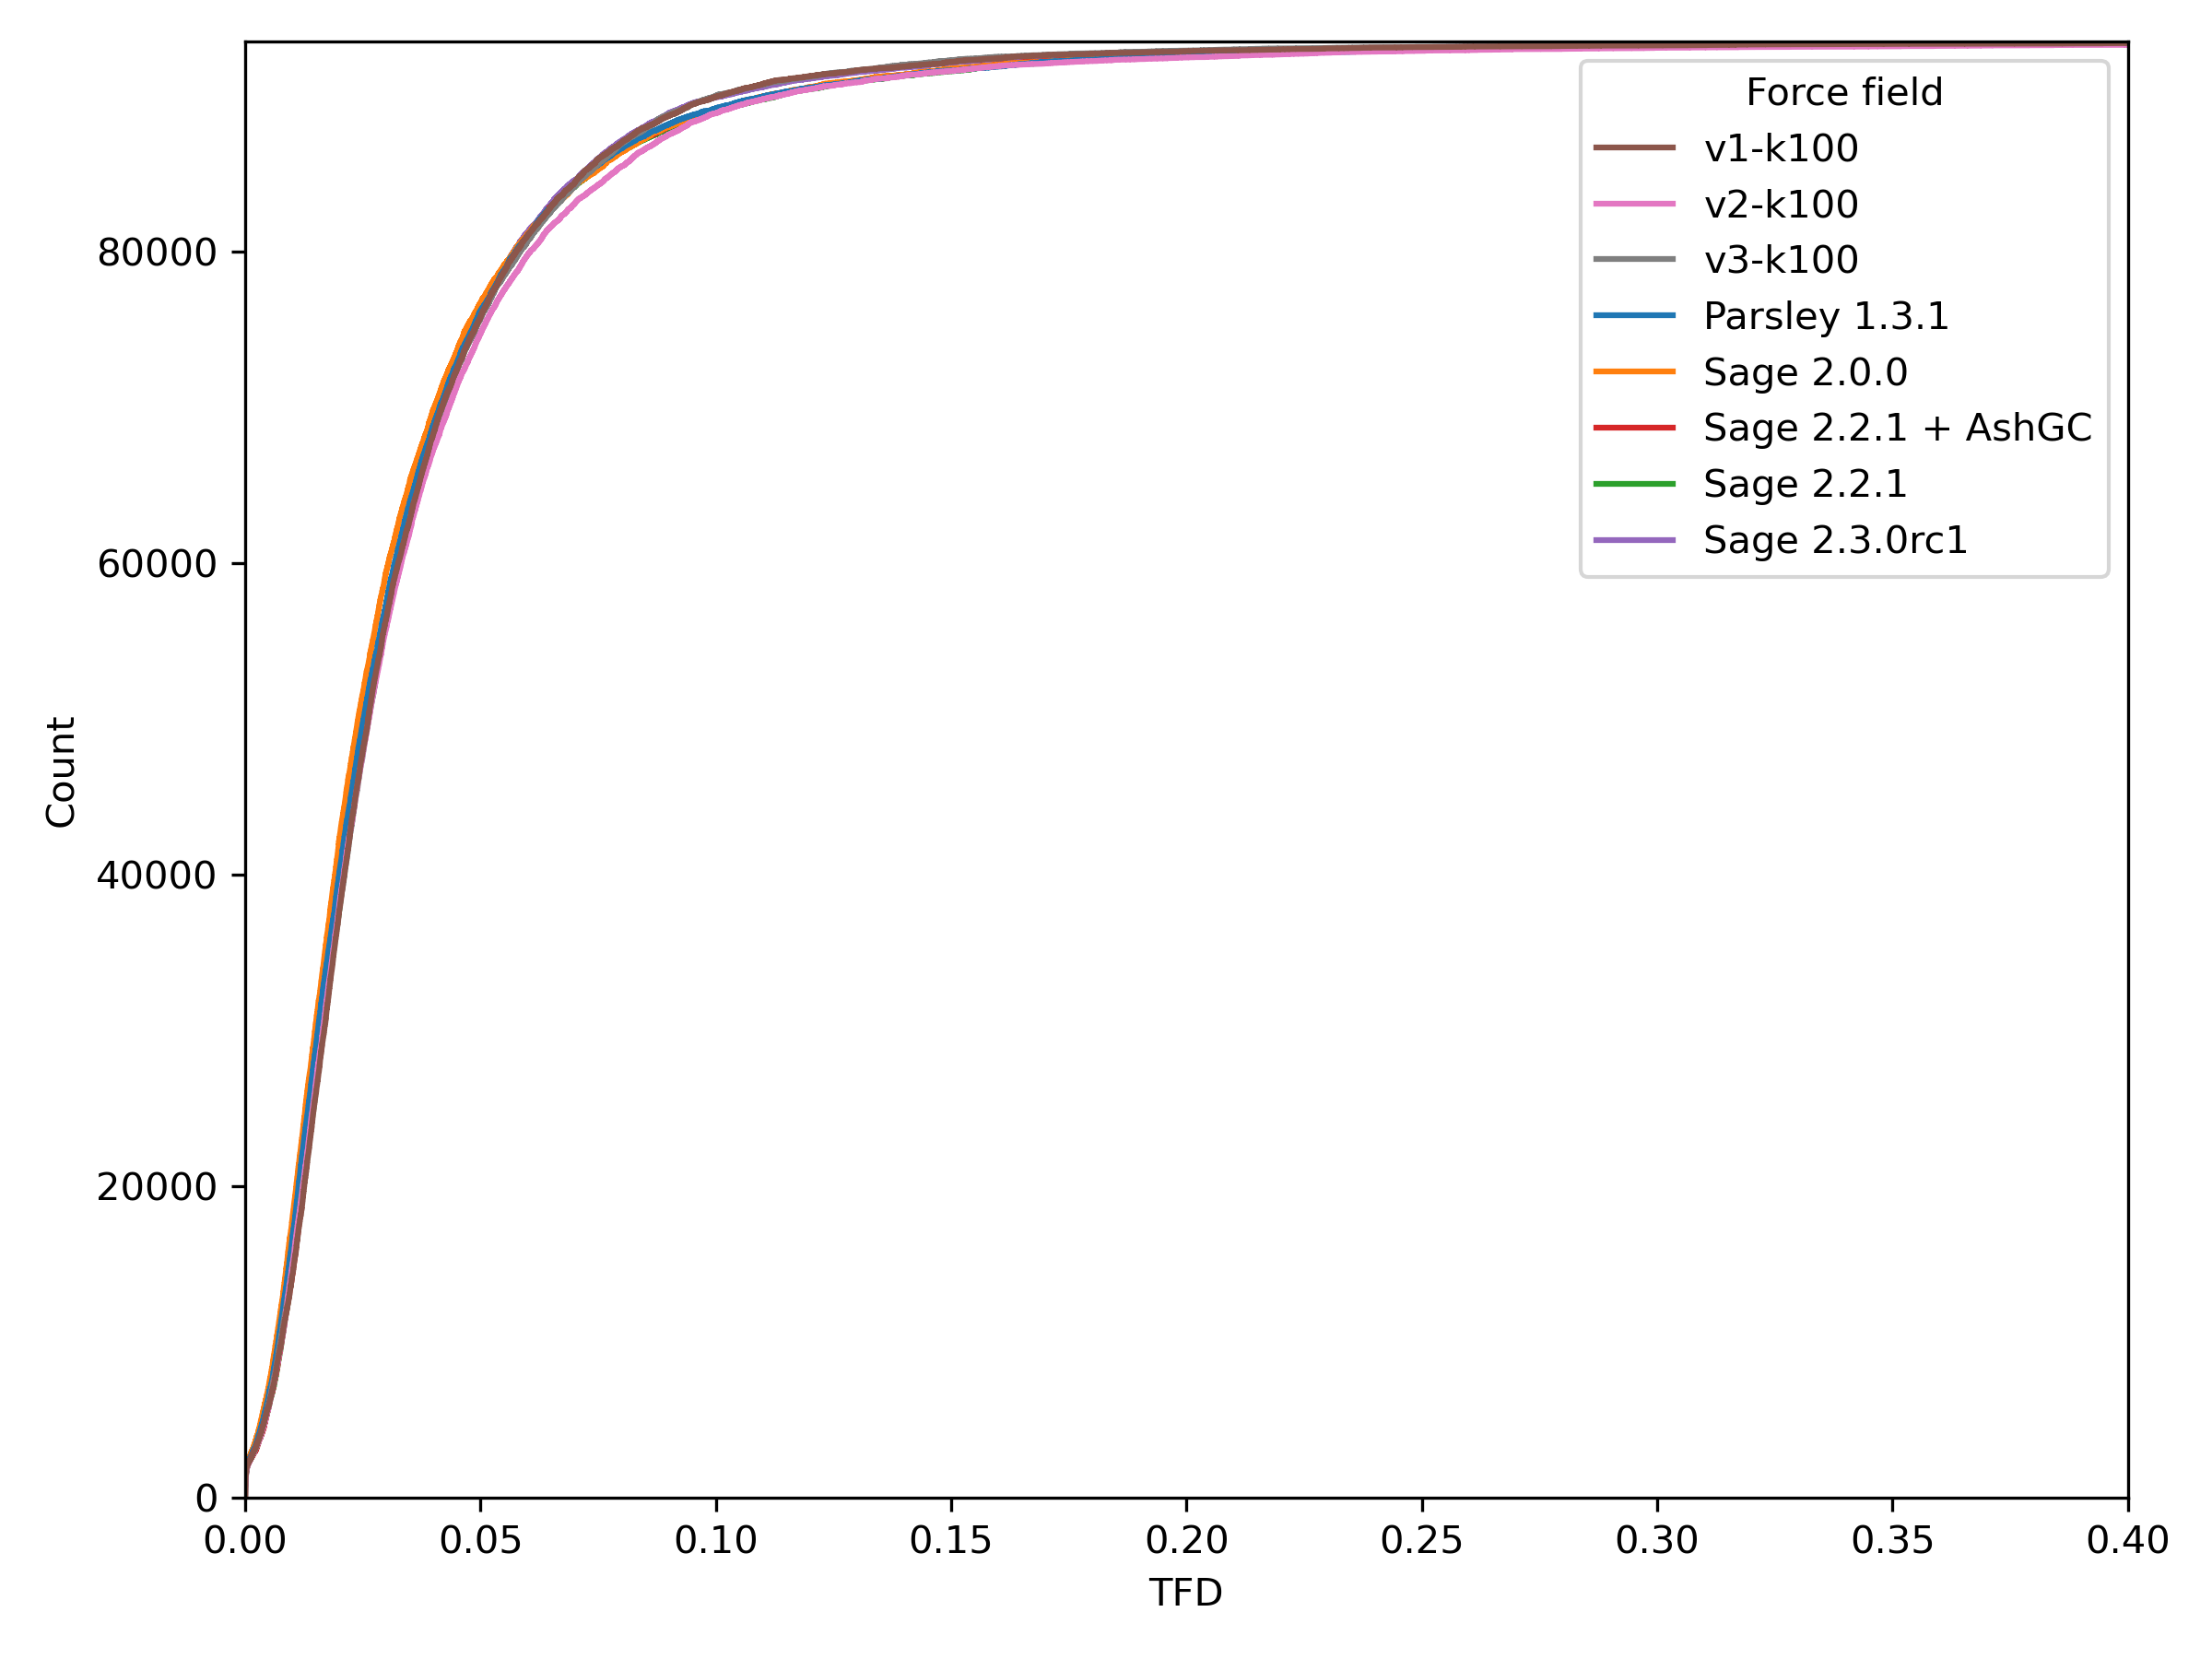 Force field
v1-k100
v2-k100
v3-k100
Parsley 1.3.1
Sage 2.0.0
Sage 2.2.1 + AshGC
Sage 2.2.1
Sage 2.3.0rc1
80000
60000
40000
20000
0
Count
0.00 0.05 0.10 0.15 0.20 0.25 0.30 0.35 0.40
TFD